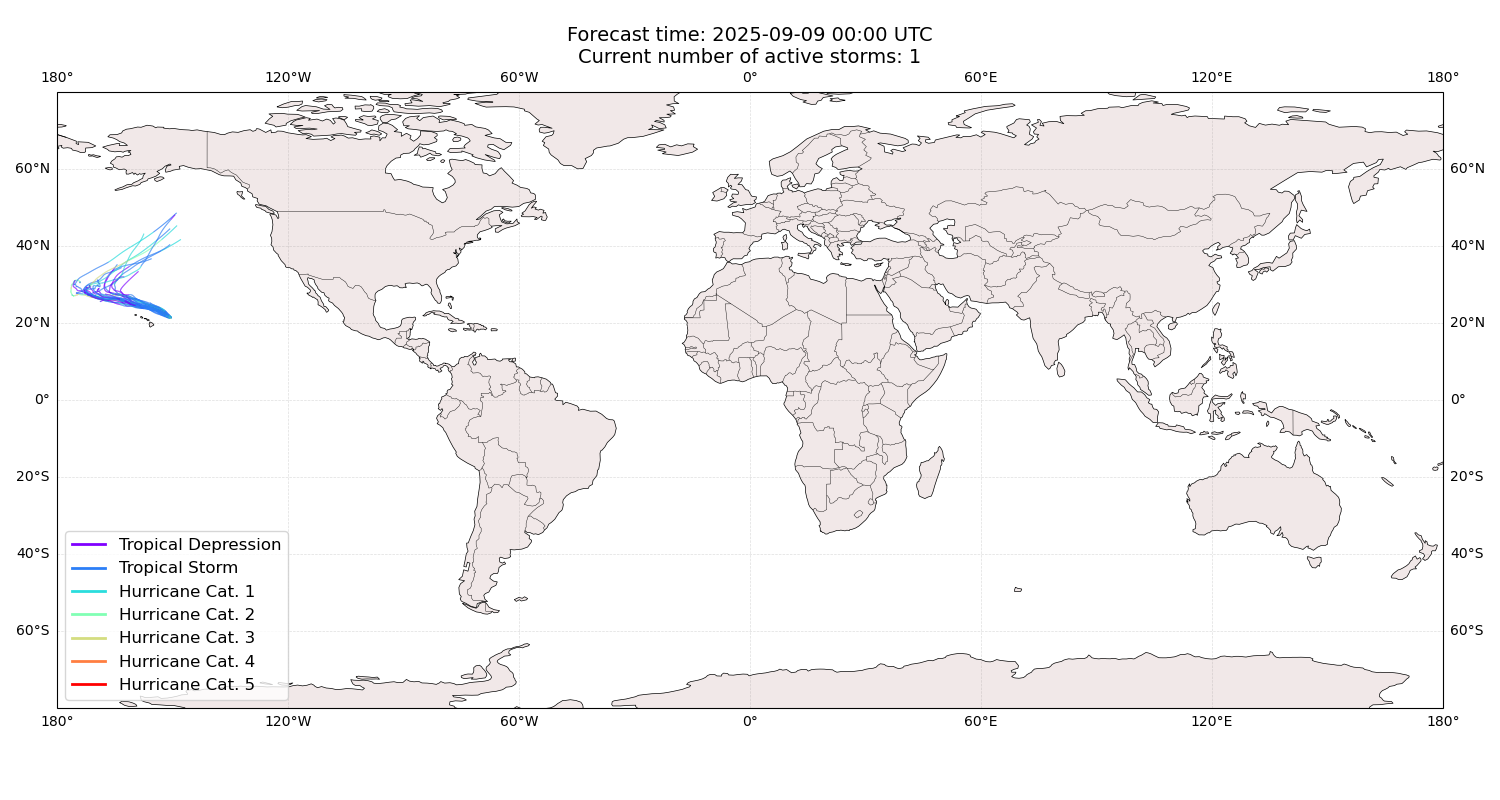 Forecast time: 2025-09-09 00:00 UTC
Current number of active storms: 1
180° 120°W 60°W 0° 60°E 120°E 180°
60°N 60°N
40°N 40°N
20°N 20°N
0° 0°
20°S 20°S
40°S 40°S
60°S 60°S
Tropical Depression
Tropical Storm
Hurricane Cat. 1
Hurricane Cat. 2
Hurricane Cat. 3
Hurricane Cat. 4
Hurricane Cat. 5
180° 120°W 60°W 0° 60°E 120°E 180°